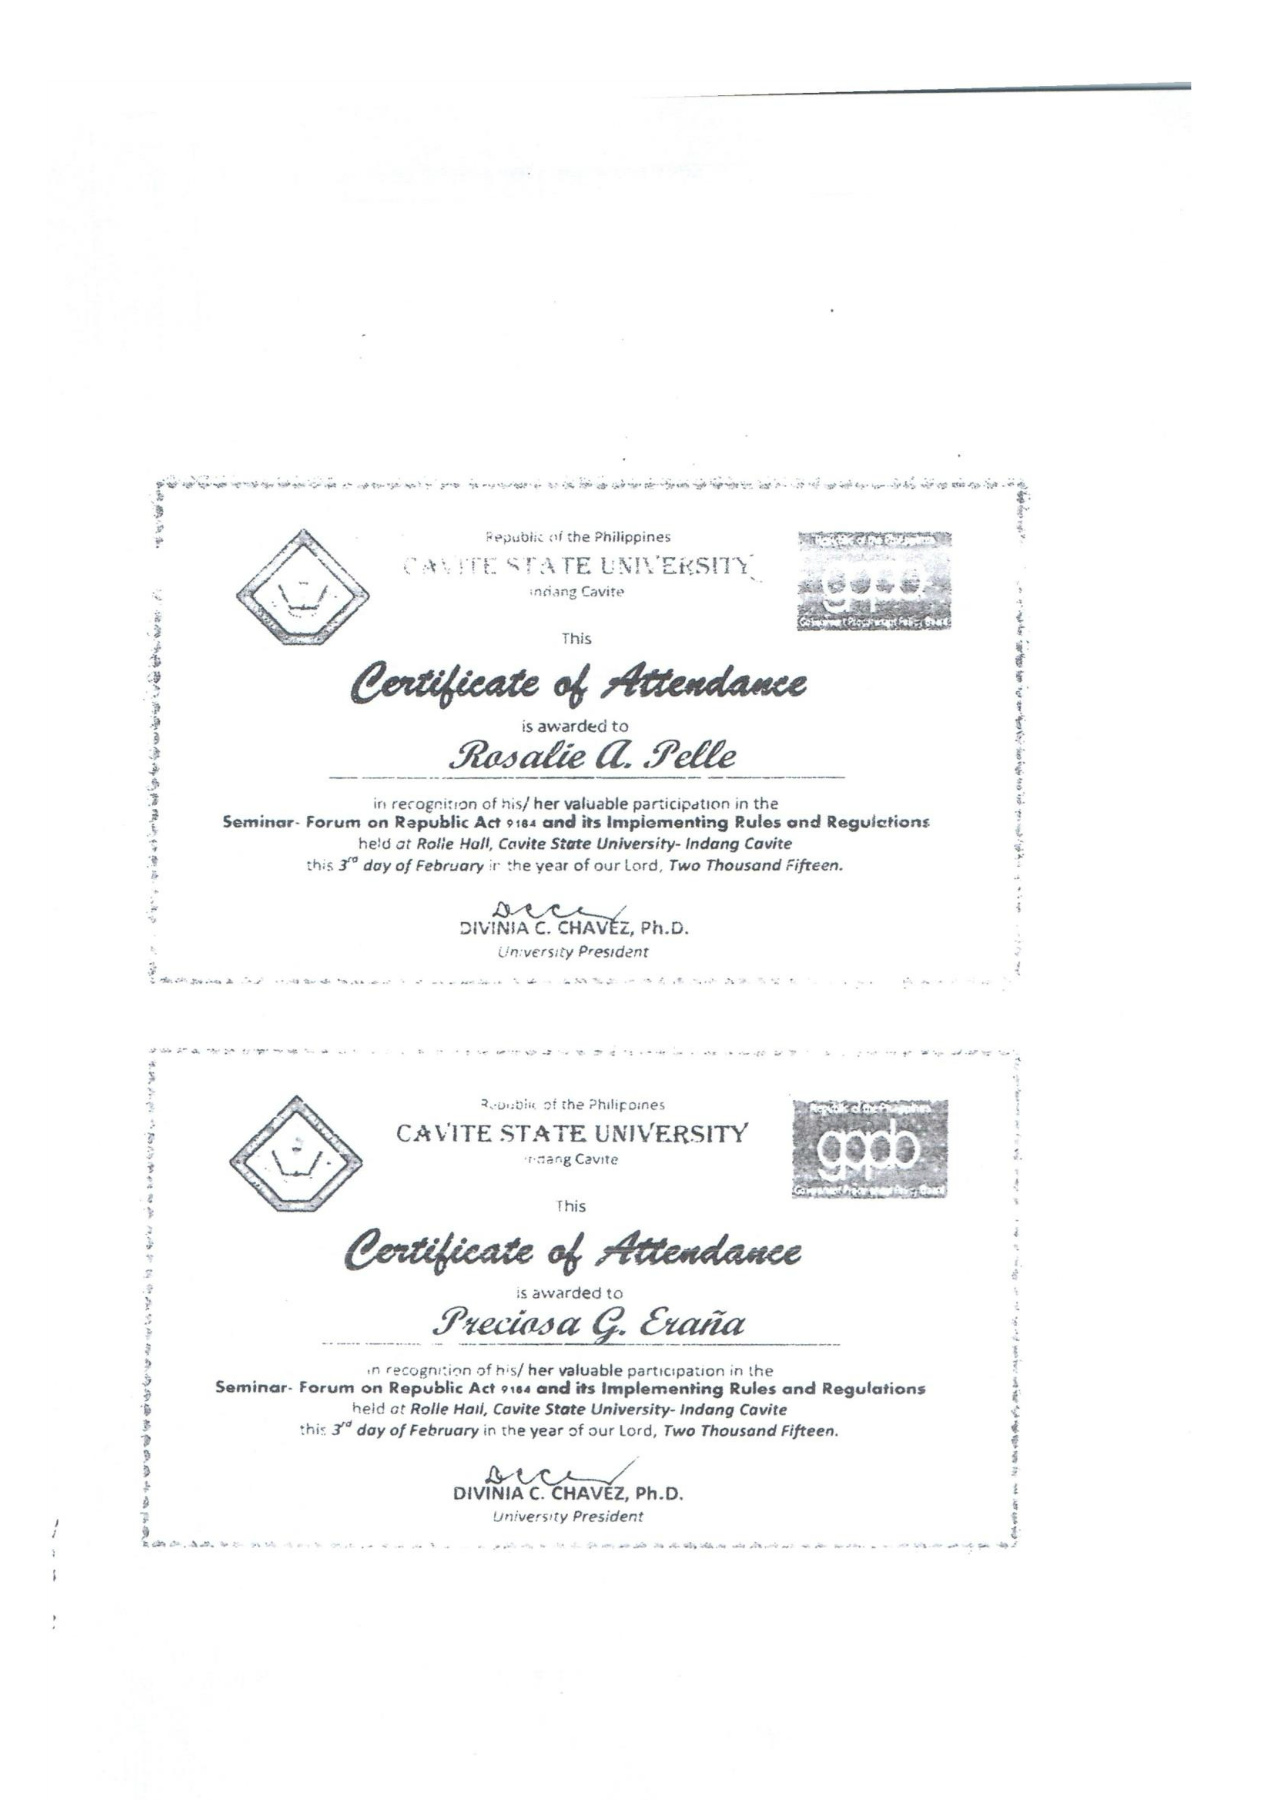 Republic of the Philippines
CAVITE STATE UNIVERSITY
Indang Cavite
Republic of the Philippines
gppb
Government Procurement Policy Board
This
Certificate of Attendance
is awarded to
Rosalie A. Pelle
in recognition of his/ her valuable participation in the
Seminar- Forum on Republic Act 9184 and its Implementing Rules and Regulations
held at Rolle Hall, Cavite State University- Indang Cavite
this 3rd day of February in the year of our Lord, Two Thousand Fifteen.
DIVINIA C. CHAVEZ, Ph.D.
University President
Republic of the Philippines
CAVITE STATE UNIVERSITY
Indang Cavite
Republic of the Philippines
gppb
Government Procurement Policy Board
This
Certificate of Attendance
is awarded to
Preciosa G. Eraña
in recognition of his/ her valuable participation in the
Seminar- Forum on Republic Act 9184 and its Implementing Rules and Regulations
held at Rolle Hall, Cavite State University- Indang Cavite
this 3rd day of February in the year of our Lord, Two Thousand Fifteen.
DIVINIA C. CHAVEZ, Ph.D.
University President